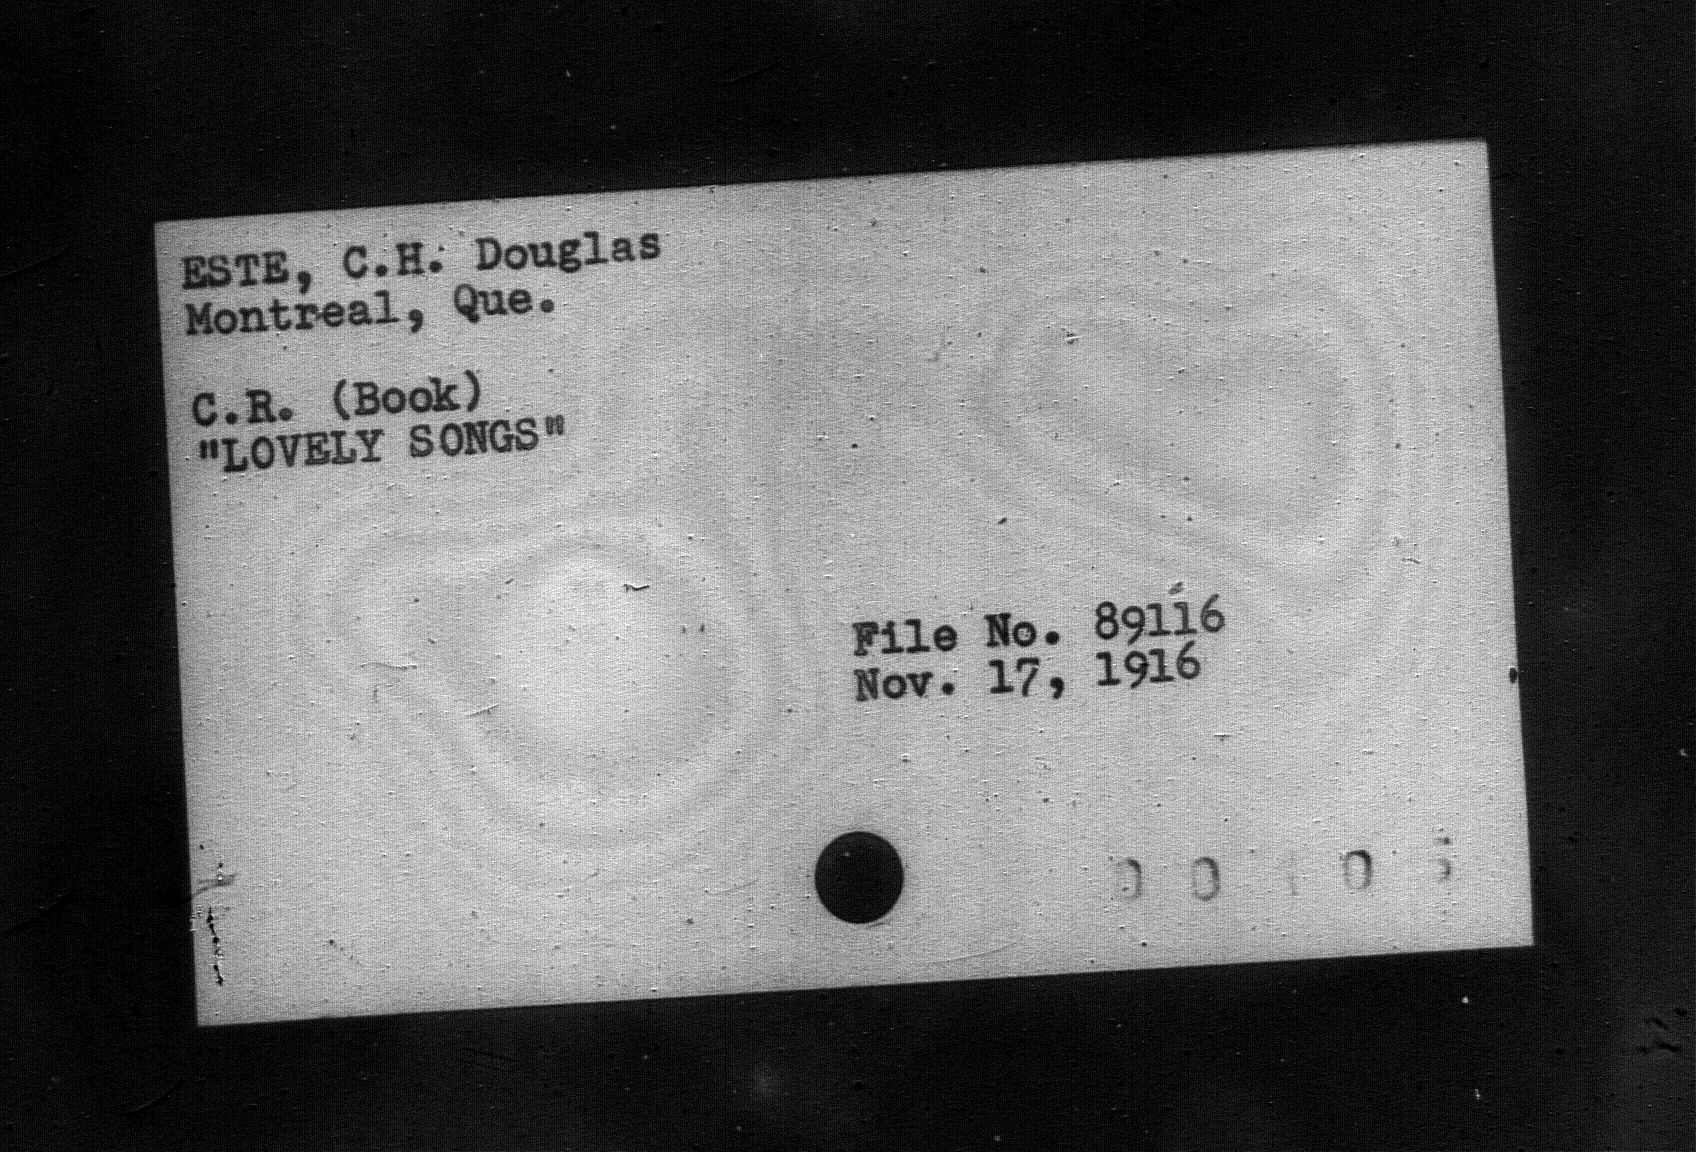 ESTE, C.H. Douglas
Montreal, Que.
C.R. (Book)
"LOVELY SONGS"
File No. 89116
Nov. 17, 1916